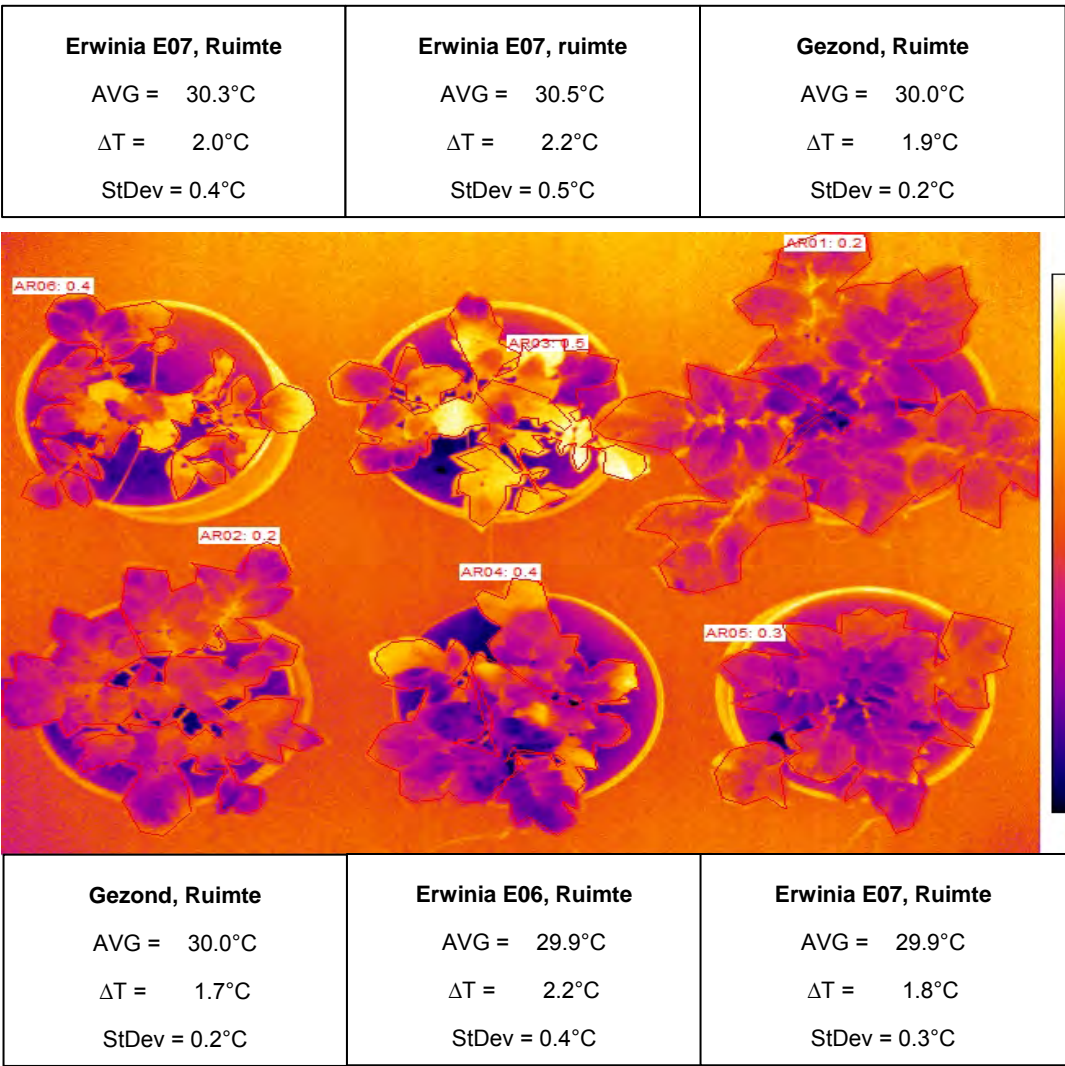 Erwinia E07, Ruimte
AVG = 30.3°C
ΔT = 2.0°C
StDev = 0.4°C
Erwinia E07, ruimte
AVG = 30.5°C
ΔT = 2.2°C
StDev = 0.5°C
Gezond, Ruimte
AVG = 30.0°C
ΔT = 1.9°C
StDev = 0.2°C
AR06: 0.4
AR03: 0.5
AR01: 0.2
AR02: 0.2
AR04: 0.4
AR05: 0.3
Gezond, Ruimte
AVG = 30.0°C
ΔT = 1.7°C
StDev = 0.2°C
Erwinia E06, Ruimte
AVG = 29.9°C
ΔT = 2.2°C
StDev = 0.4°C
Erwinia E07, Ruimte
AVG = 29.9°C
ΔT = 1.8°C
StDev = 0.3°C